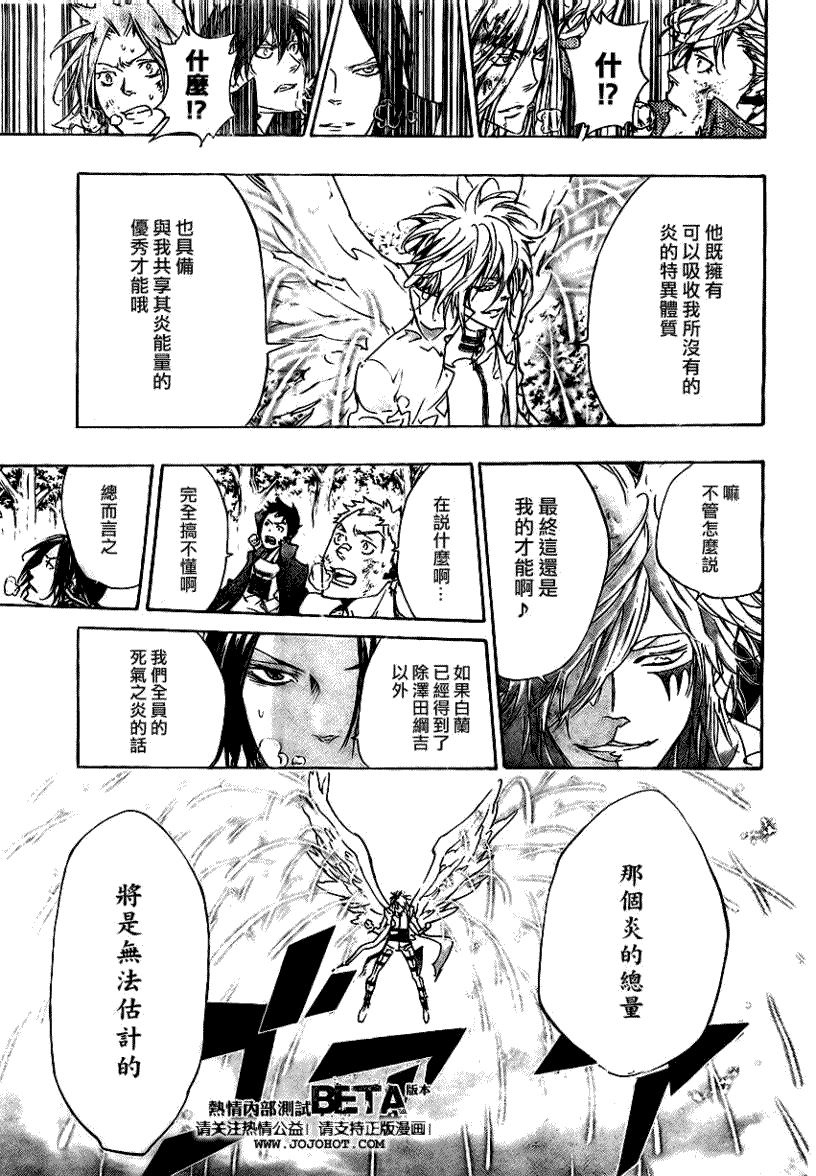 什!?
什麼!?
他既擁有
可以吸收我所沒有的
炎的特異體質
也具備
與我共享其炎能量的
優秀才能哦
嘛
不管怎麼說
最終這還是
我的才能啊♪
在説什麼啊…
完全搞不懂啊
總而言之
如果白蘭
已經得到了
除澤田綱吉
以外
我們全員的
死氣之炎的話
那個炎的總量
將是無法估計的
熱情內部測試BETA版本
请关注热情公益| 请支持正版漫画|
WWW.JOJOHOT.COM